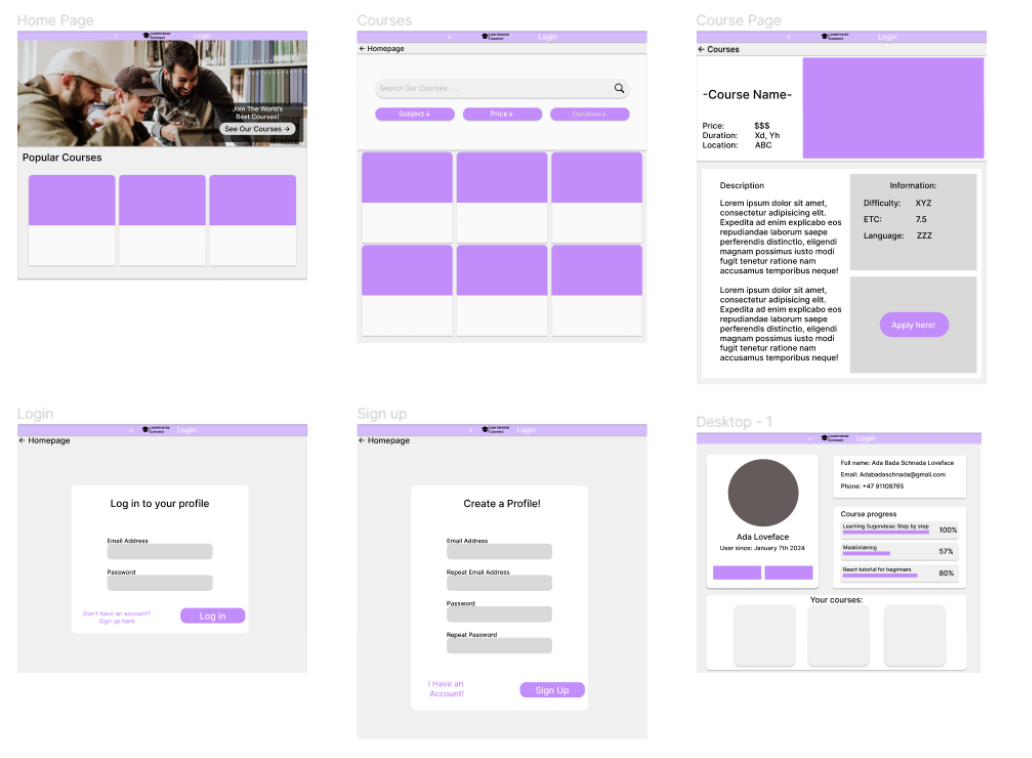 Home Page
Login
Join The World's
Best Courses!
See Our Courses →
Popular Courses
Courses
Login
← Homepage
Search Our Courses . . .
Subject ↓
Price ↓
Duration ↓
Course Page
Login
← Courses
-Course Name-
Price: $$$
Duration: Xd, Yh
Location: ABC
Description
Lorem ipsum dolor sit amet,
consectetur adipisicing elit.
Expedita ad enim explicabo eos
repudiandae laborum saepe
perferendis distinctio, eligendi
magnam possimus iusto modi
fugit tenetur ratione nam
accusamus temporibus neque!
Lorem ipsum dolor sit amet,
consectetur adipisicing elit.
Expedita ad enim explicabo eos
repudiandae laborum saepe
perferendis distinctio, eligendi
magnam possimus iusto modi
fugit tenetur ratione nam
accusamus temporibus neque!
Information:
Difficulty: XYZ
ETC: 7.5
Language: ZZZ
Apply here!
Login
Login
← Homepage
Log in to your profile
Email Address
Password
Don't have an account?
Sign up here
Log in
Sign up
Login
← Homepage
Create a Profile!
Email Address
Repeat Email Address
Password
Repeat Password
I Have an
Account!
Sign Up
Desktop - 1
Login
Ada Loveface
User since: January 7th 2024
Full name: Ada Bada Schnada Loveface
Email: Adabadaschnada@gmail.com
Phone: +47 91109765
Course progress
Learning Sugondese: Step by step 100%
57%
React tutorial for beginners 80%
Your courses: